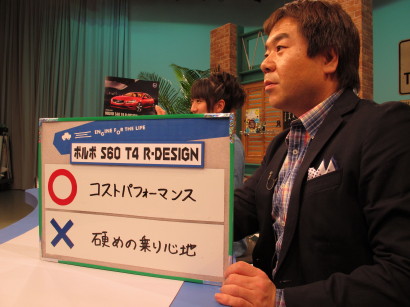 ENGINE FOR THE LIFE
ボルボ S60 T4 R-DESIGN
コストパフォーマンス
硬めの乗り心地